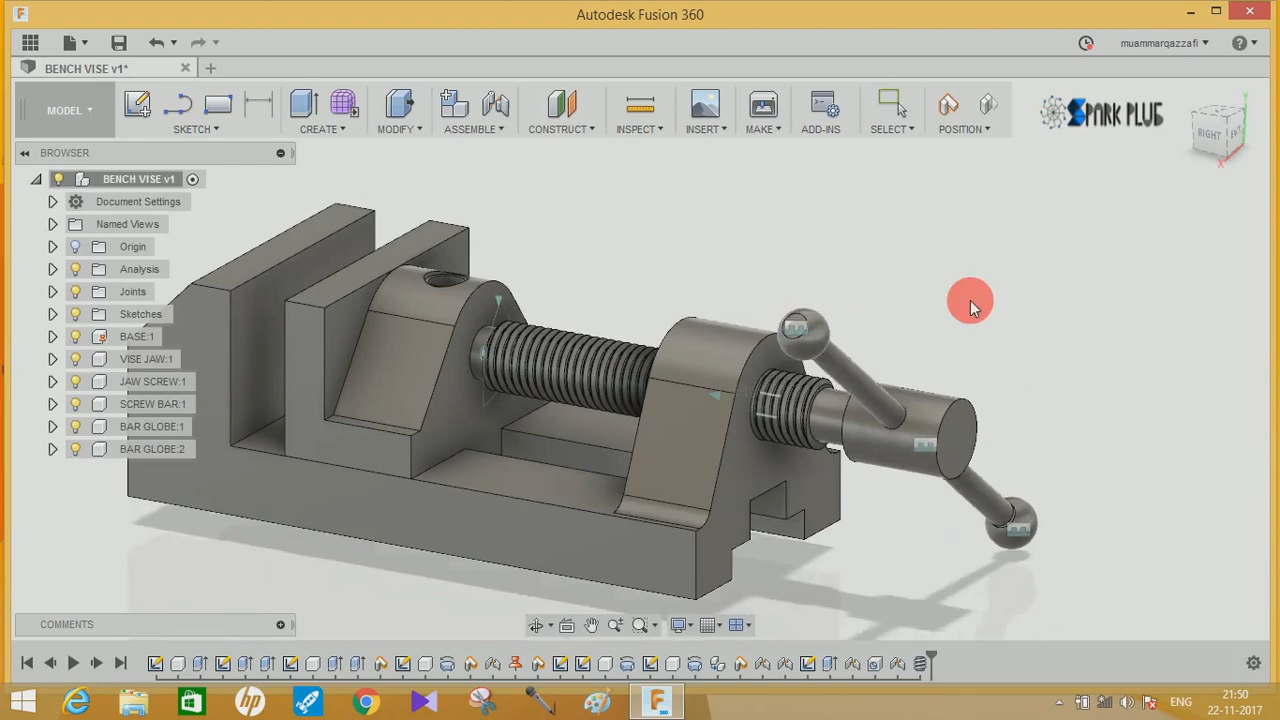 Autodesk Fusion 360
muammarqazzafi
BENCH VISE v1*
MODEL
SKETCH
CREATE
MODIFY
ASSEMBLE
CONSTRUCT
INSPECT
INSERT
MAKE
ADD-INS
SELECT
POSITION
SPARK PLUG
RIGHT
BROWSER
BENCH VISE v1
Document Settings
Named Views
Origin
Analysis
Joints
Sketches
BASE:1
VISE JAW:1
JAW SCREW:1
SCREW BAR:1
BAR GLOBE:1
BAR GLOBE:2
COMMENTS
ENG
21:50
22-11-2017